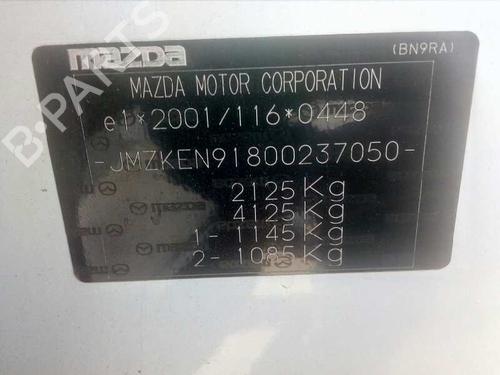 mazda
(BN9RA)
MAZDA MOTOR CORPORATION
e1*2001/116*0448
-JMZKEN91800237050-
2125Kg
4125Kg
1- 1145Kg
2- 1085Kg
B-PARTS